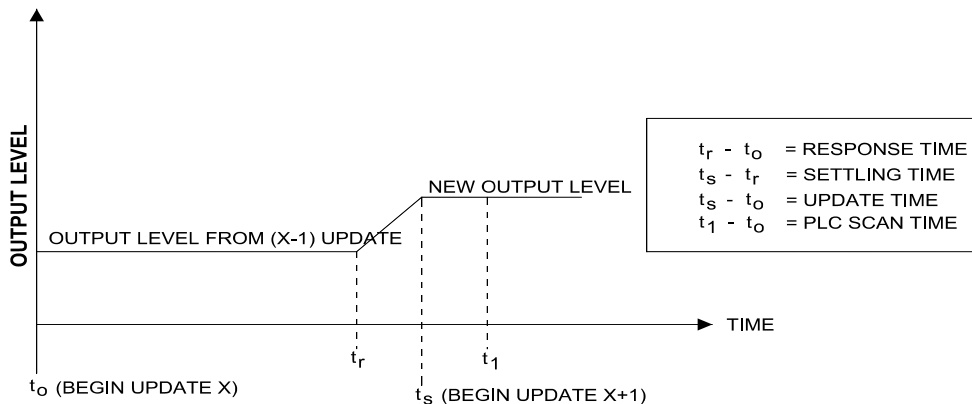 OUTPUT LEVEL
NEW OUTPUT LEVEL
OUTPUT LEVEL FROM (X-1) UPDATE
tr - to = RESPONSE TIME
ts - tr = SETTLING TIME
ts - to = UPDATE TIME
t1 - to = PLC SCAN TIME
TIME
tr
t1
to (BEGIN UPDATE X)
ts (BEGIN UPDATE X+1)